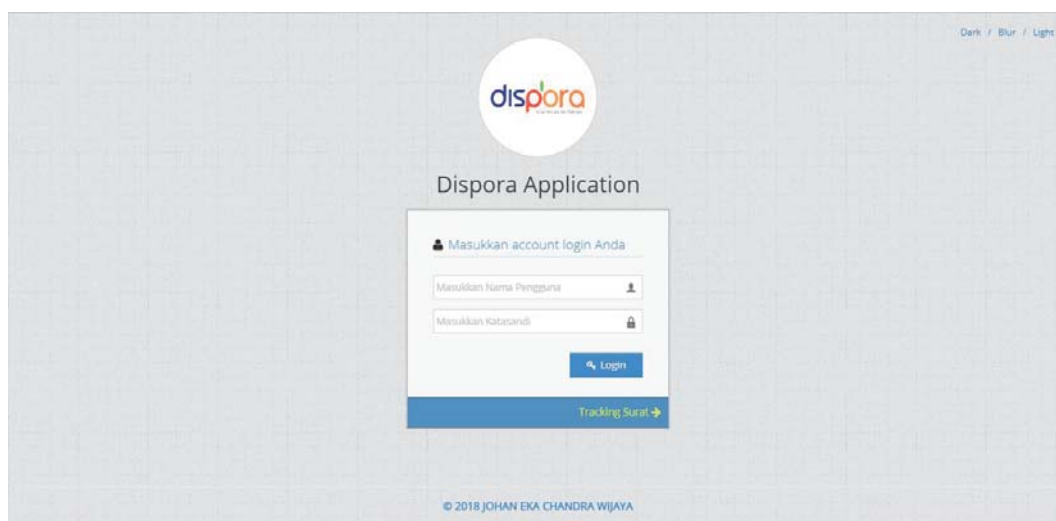 Dark / Blur / Light
dispora
Dispora Application
Masukkan account login Anda
Masukkan Nama Pengguna
Masukkan Katasandi
Login
Tracking Surat
© 2018 JOHAN EKA CHANDRA WIJAYA